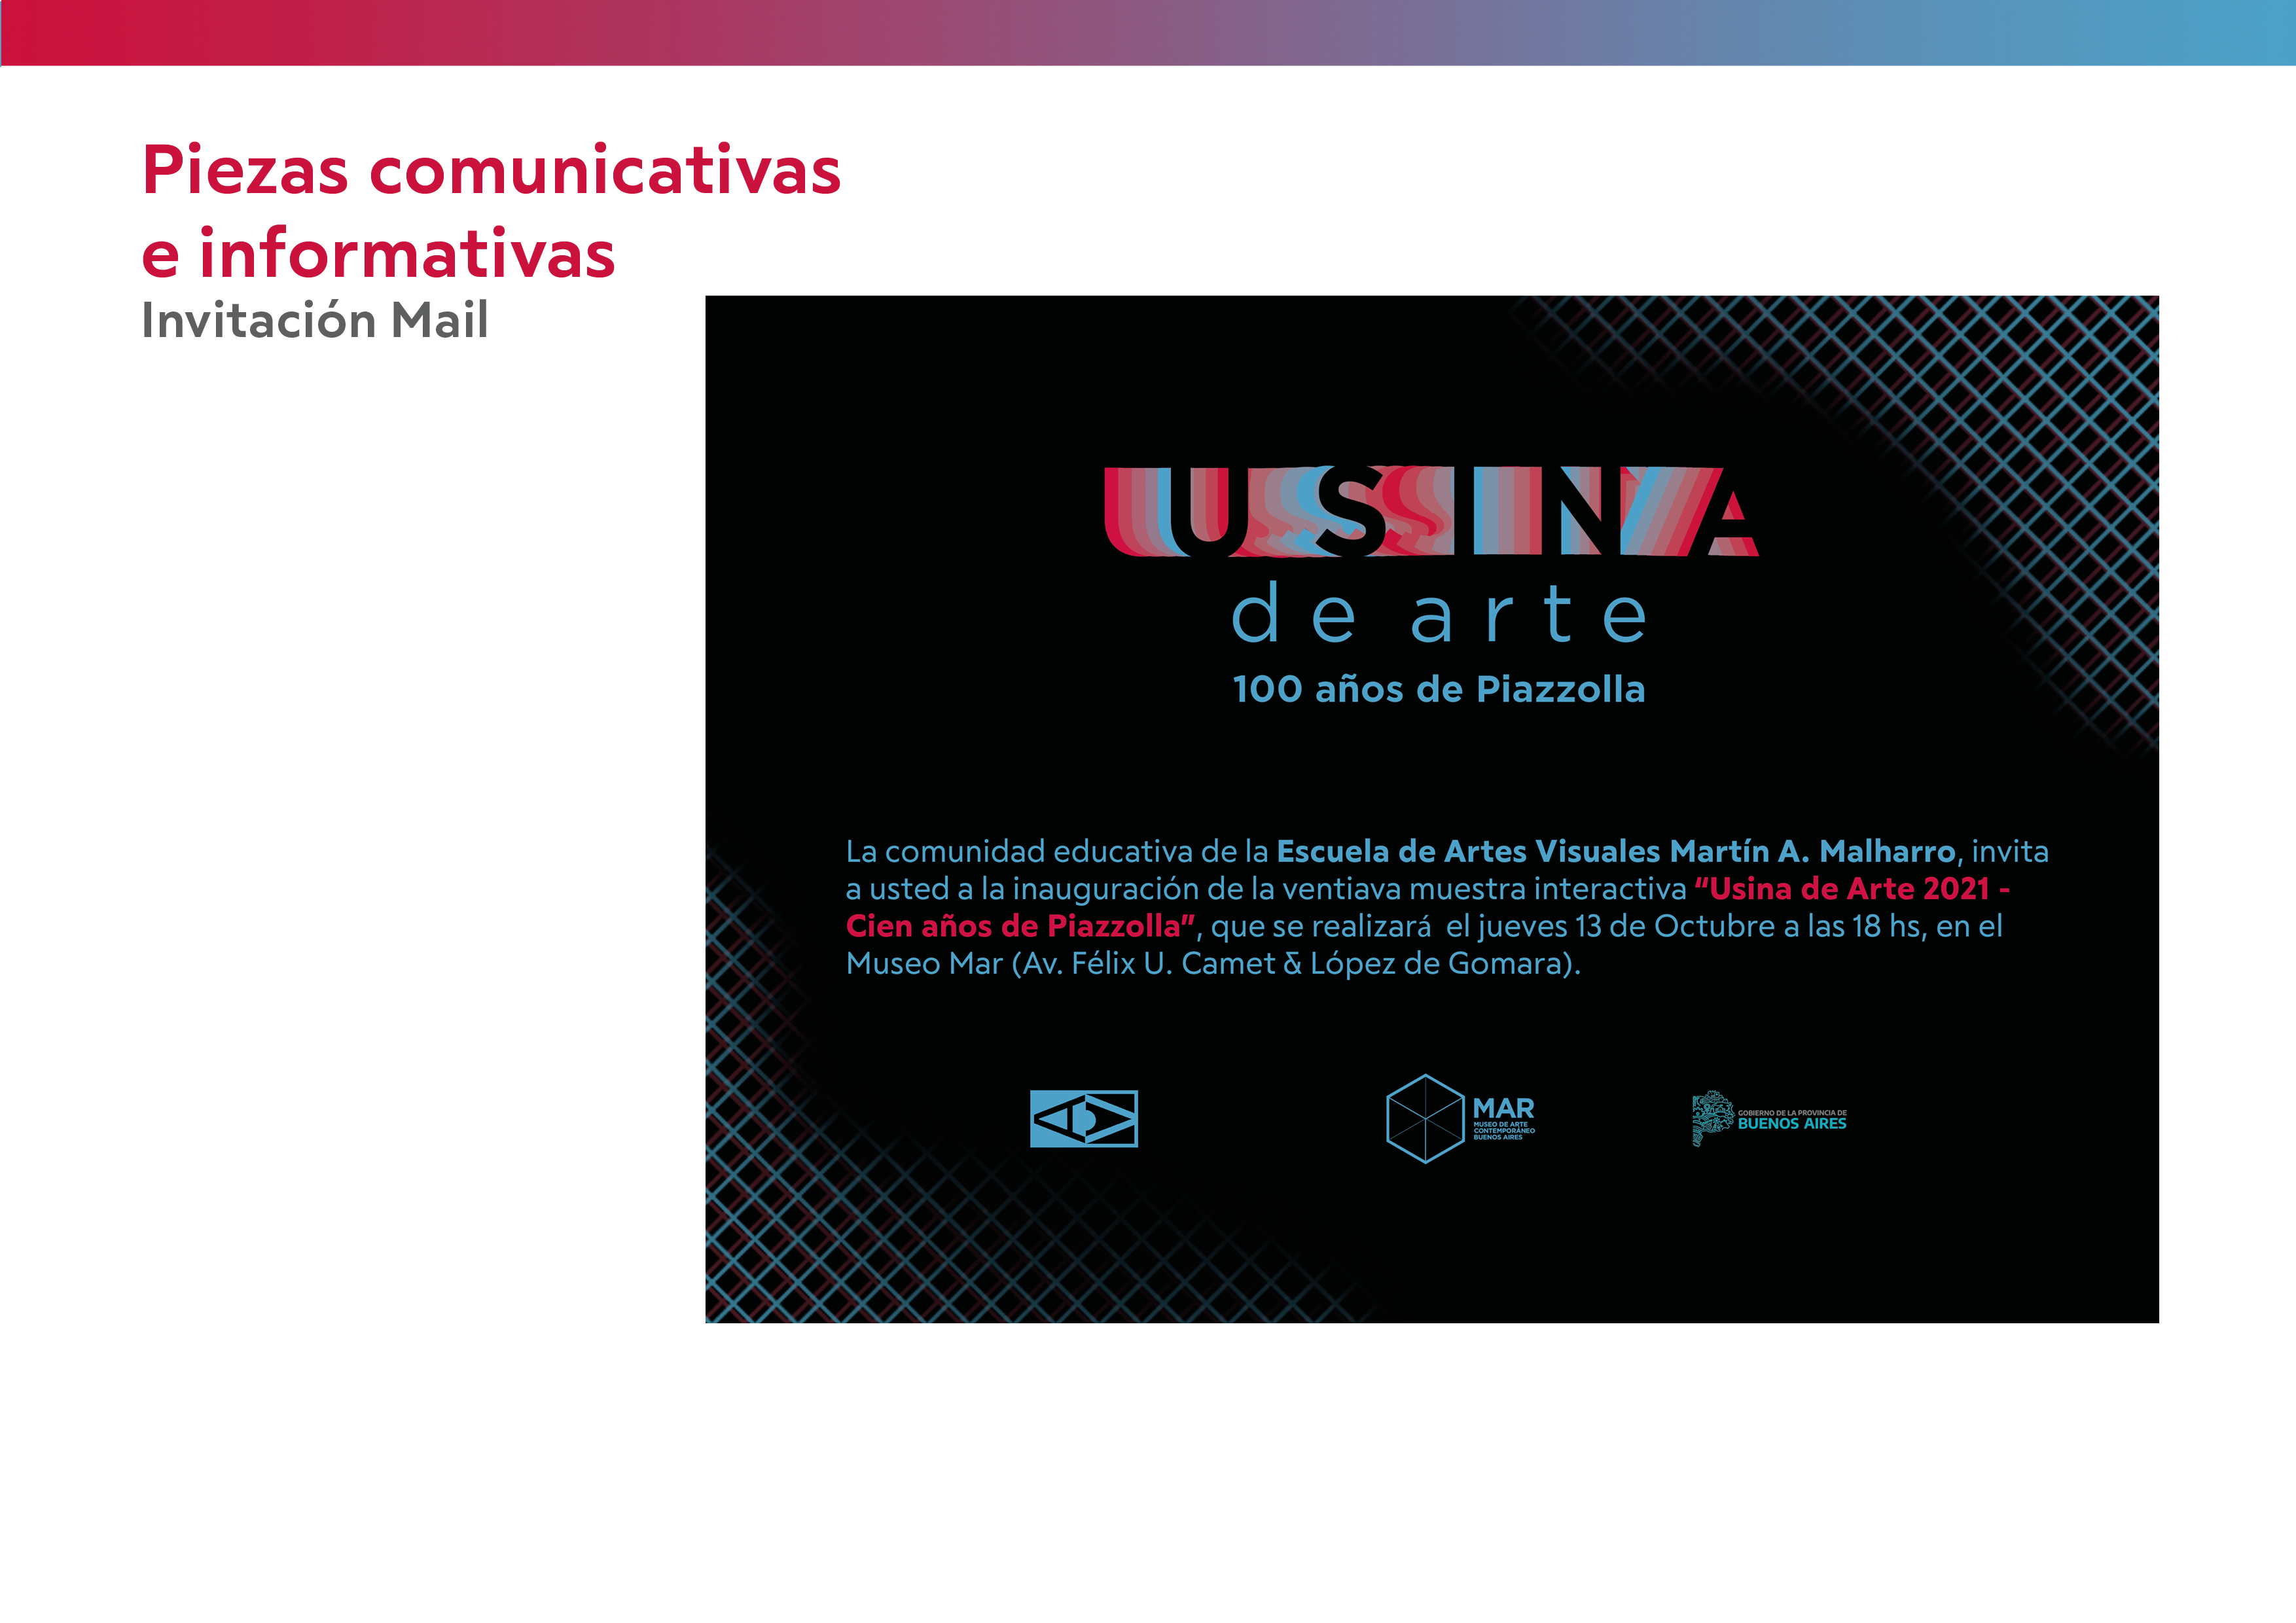 Piezas comunicativas
e informativas
Invitación Mail
USINA
de arte
100 años de Piazzolla
La comunidad educativa de la Escuela de Artes Visuales Martín A. Malharro, invita
a usted a la inauguración de la ventiava muestra interactiva “Usina de Arte 2021 -
Cien años de Piazzolla”, que se realizará el jueves 13 de Octubre a las 18 hs, en el
Museo Mar (Av. Félix U. Camet & López de Gomara).
MAR
MUSEO DE ARTE
CONTEMPORÁNEO
BUENOS AIRES
GOBIERNO DE LA PROVINCIA DE
BUENOS AIRES